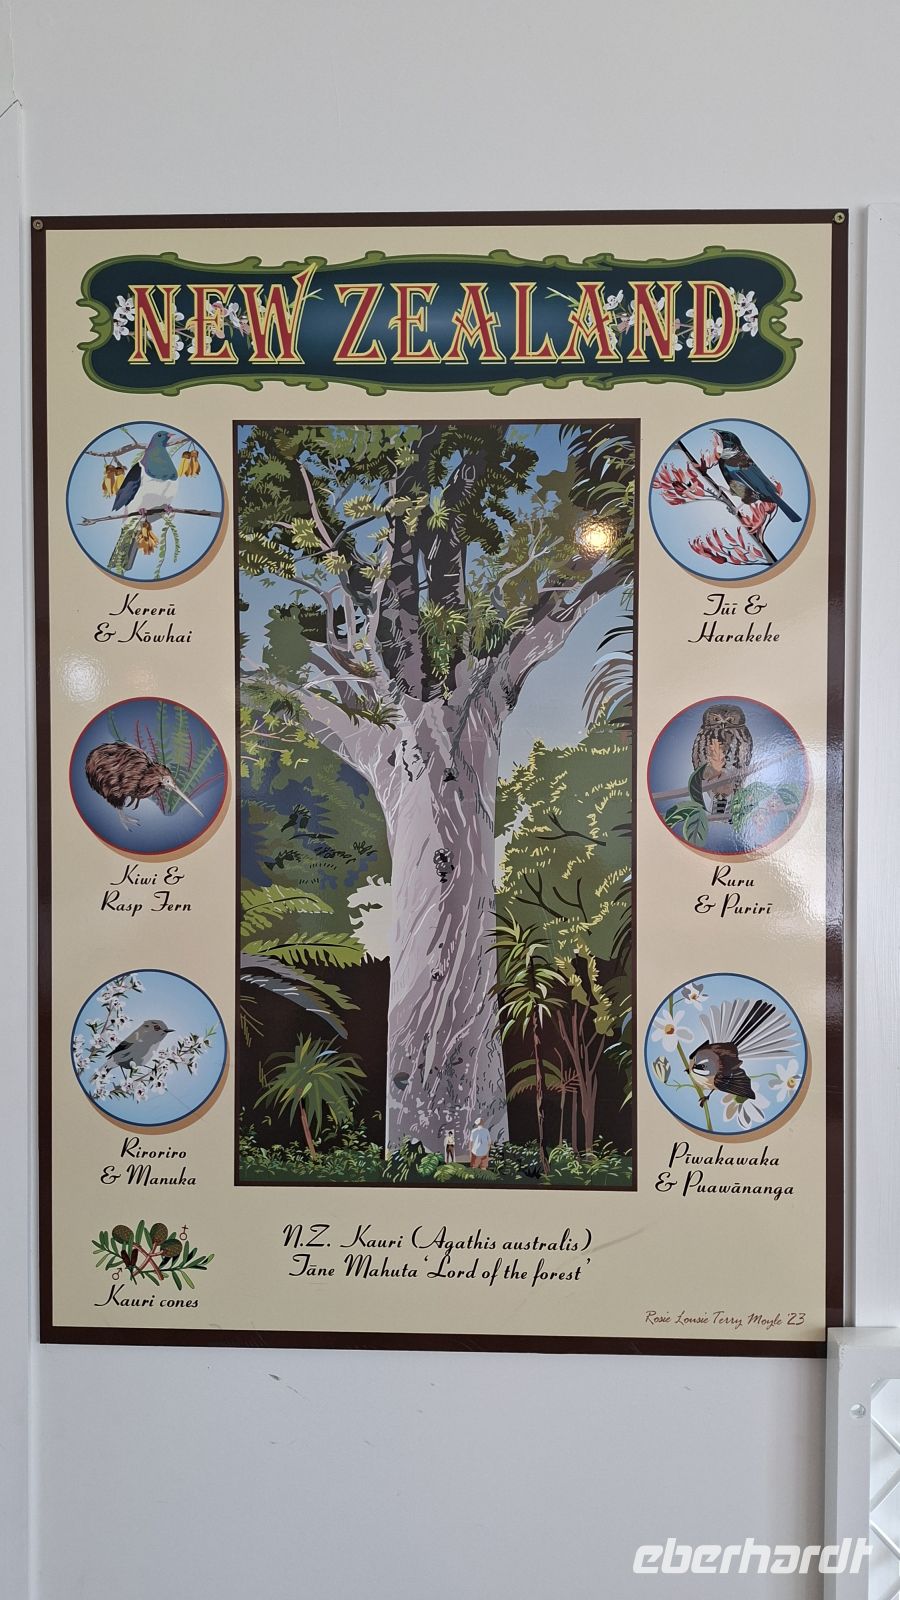 NEW ZEALAND
Kererū
& Kōwhai
Tūī &
Harakeke
Kiwi &
Rasp Fern
Ruru
& Purirī
Riroriro
& Manuka
Pīwakawaka
& Puawānanga
Kauri cones
N.Z. Kauri (Agathis australis)
Tāne Mahuta 'Lord of the forest'
Rosie Lousie Terry Moyle '23
eberhardt